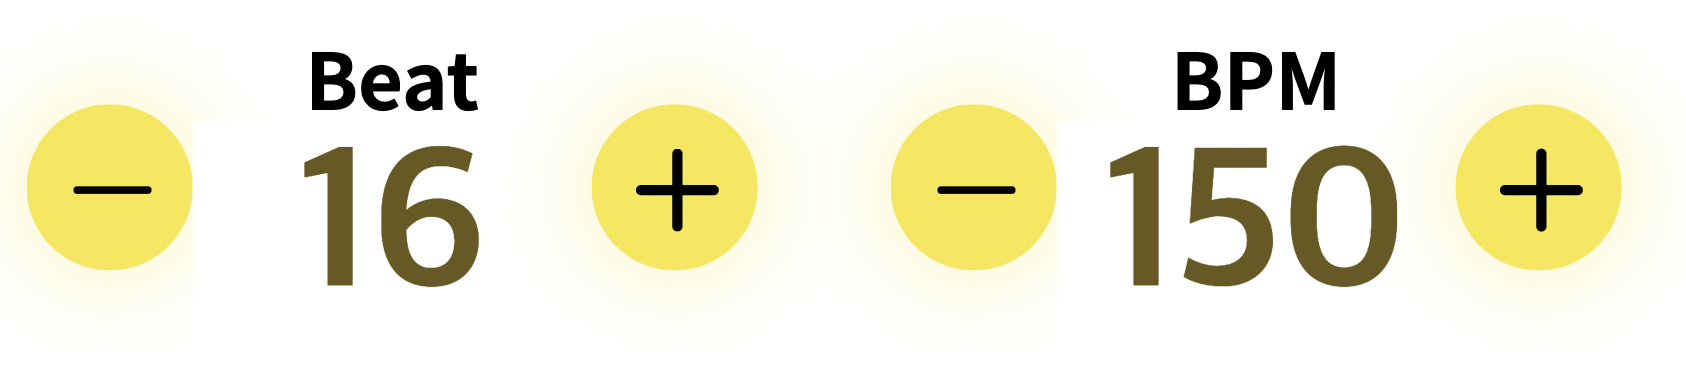 Beat
− 16 +
BPM
− 150 +